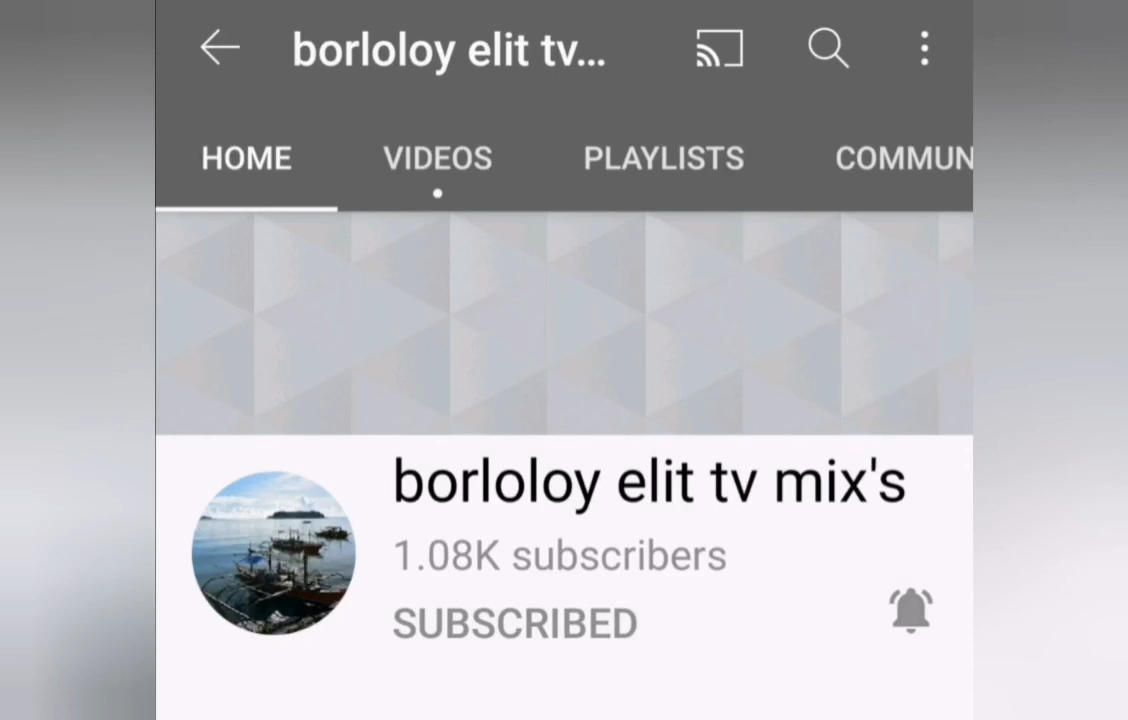 borloloy elit tv...
HOME VIDEOS PLAYLISTS COMMUN
borloloy elit tv mix's
1.08K subscribers
SUBSCRIBED